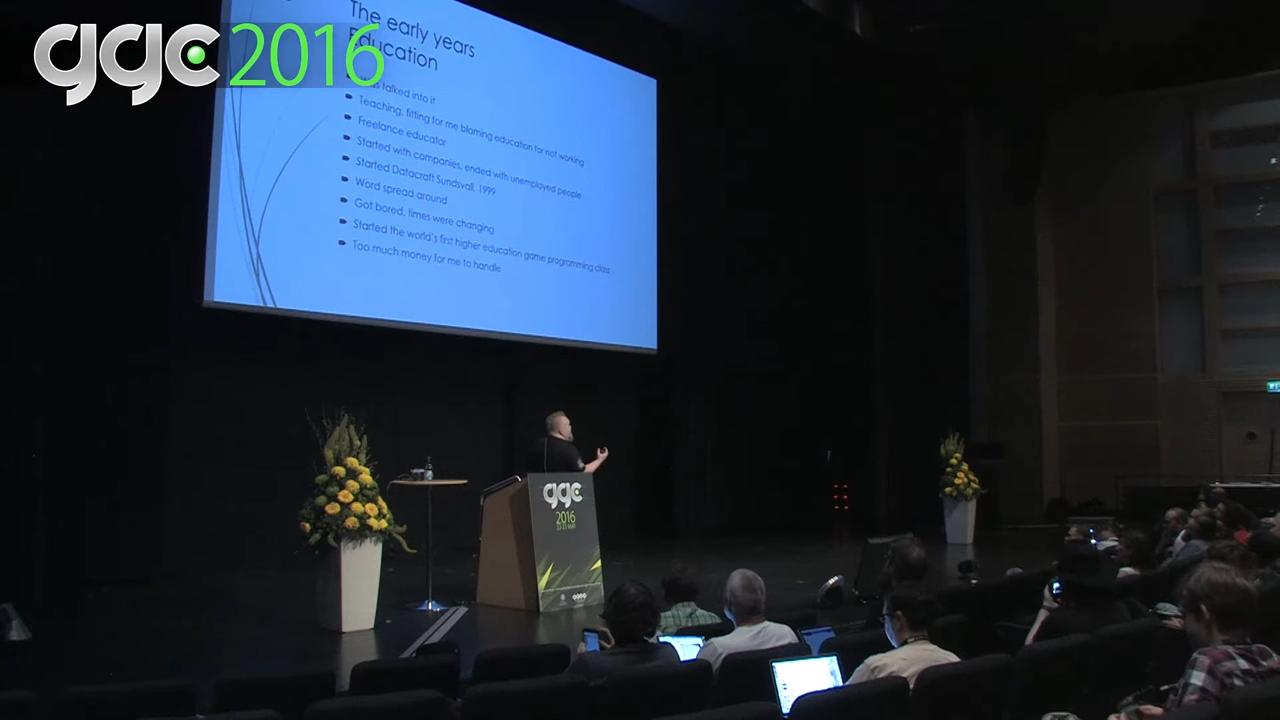 ggc 2016
The early years
Education
talked into it
Teaching, fitting for me blaming education for not working
Freelance educator
Started with companies, ended with unemployed people
Started Datacraft Sundsvall, 1999
Word spread around
Got bored, times were changing
Started the world's first higher education game programming class
Too much money for me to handle
ggc
2016